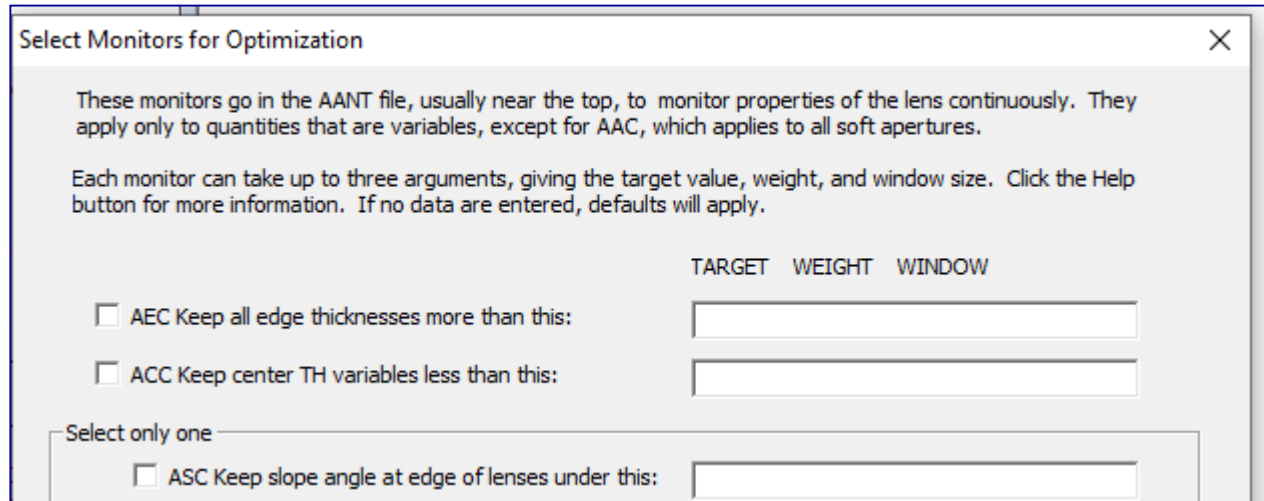 Select Monitors for Optimization
These monitors go in the AANT file, usually near the top, to monitor properties of the lens continuously. They
apply only to quantities that are variables, except for AAC, which applies to all soft apertures.
Each monitor can take up to three arguments, giving the target value, weight, and window size. Click the Help
button for more information. If no data are entered, defaults will apply.
TARGET WEIGHT WINDOW
AEC Keep all edge thicknesses more than this:
ACC Keep center TH variables less than this:
Select only one
ASC Keep slope angle at edge of lenses under this: